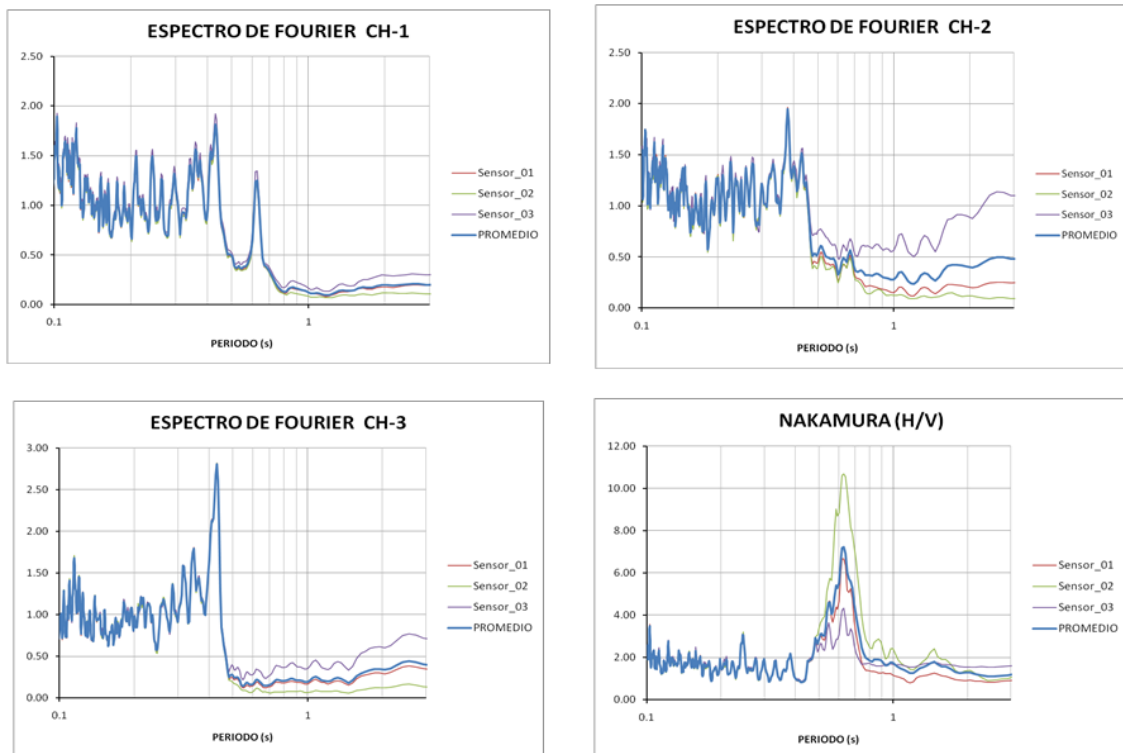 ESPECTRO DE FOURIER CH-1
2.50
2.00
1.50
1.00
0.50
0.00
0.1
1
PERIODO (s)
Sensor_01
Sensor_02
Sensor_03
PROMEDIO
ESPECTRO DE FOURIER CH-2
2.50
2.00
1.50
1.00
0.50
0.00
0.1
1
PERIODO (s)
Sensor_01
Sensor_02
Sensor_03
PROMEDIO
ESPECTRO DE FOURIER CH-3
3.00
2.50
2.00
1.50
1.00
0.50
0.00
0.1
1
PERIODO (s)
Sensor_01
Sensor_02
Sensor_03
PROMEDIO
NAKAMURA (H/V)
12.00
10.00
8.00
6.00
4.00
2.00
0.00
0.1
1
PERIODO (s)
Sensor_01
Sensor_02
Sensor_03
PROMEDIO